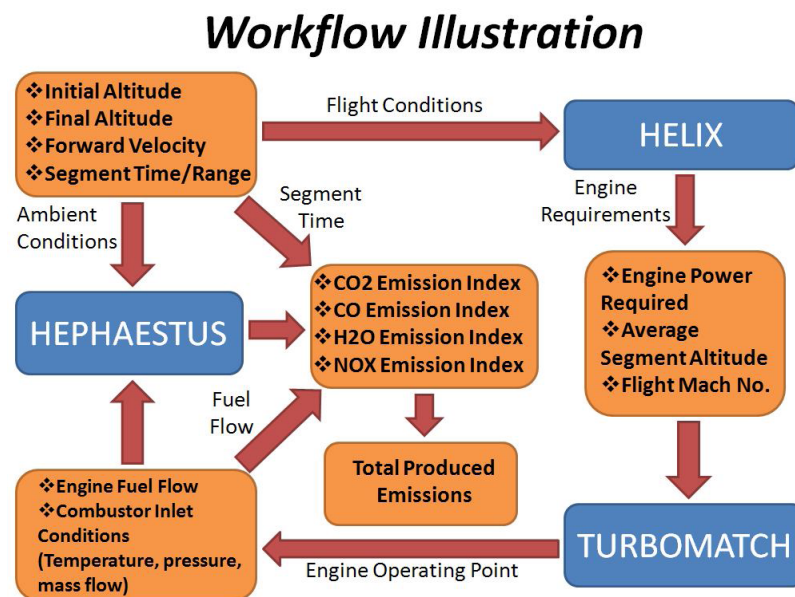 Workflow Illustration
❖Initial Altitude
❖Final Altitude
❖Forward Velocity
❖Segment Time/Range
Flight Conditions
HELIX
Ambient
Conditions
Segment
Time
Engine
Requirements
HEPHAESTUS
❖CO2 Emission Index
❖CO Emission Index
❖H2O Emission Index
❖NOX Emission Index
❖Engine Power
Required
❖Average
Segment Altitude
❖Flight Mach No.
Fuel
Flow
Total Produced
Emissions
❖Engine Fuel Flow
❖Combustor Inlet
Conditions
(Temperature, pressure,
mass flow)
Engine Operating Point
TURBOMATCH